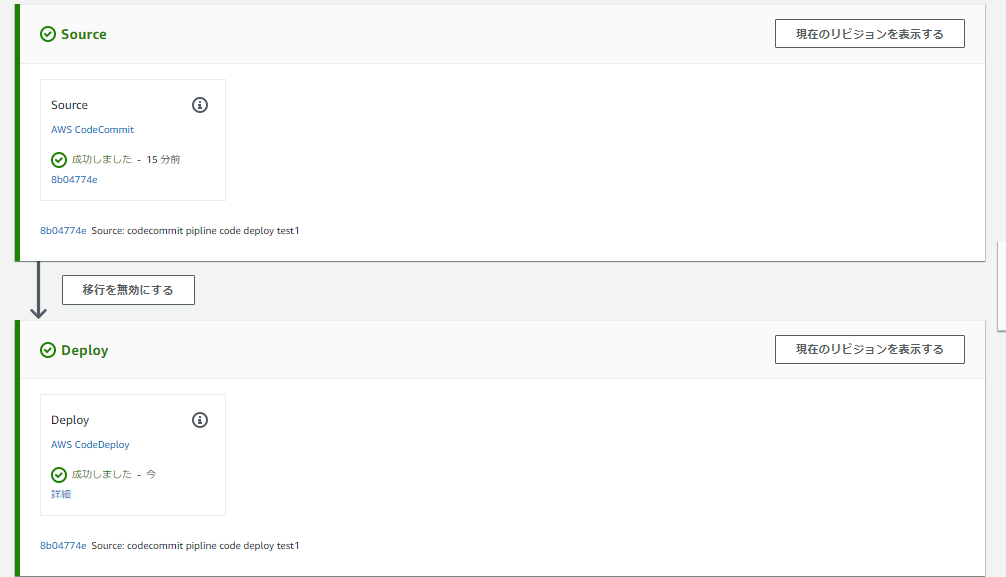 Source
現在のリビジョンを表示する
Source
AWS CodeCommit
成功しました - 15 分前
8b04774e
8b04774e Source: codecommit pipline code deploy test1
移行を無効にする
Deploy
現在のリビジョンを表示する
Deploy
AWS CodeDeploy
成功しました - 今
詳細
8b04774e Source: codecommit pipline code deploy test1